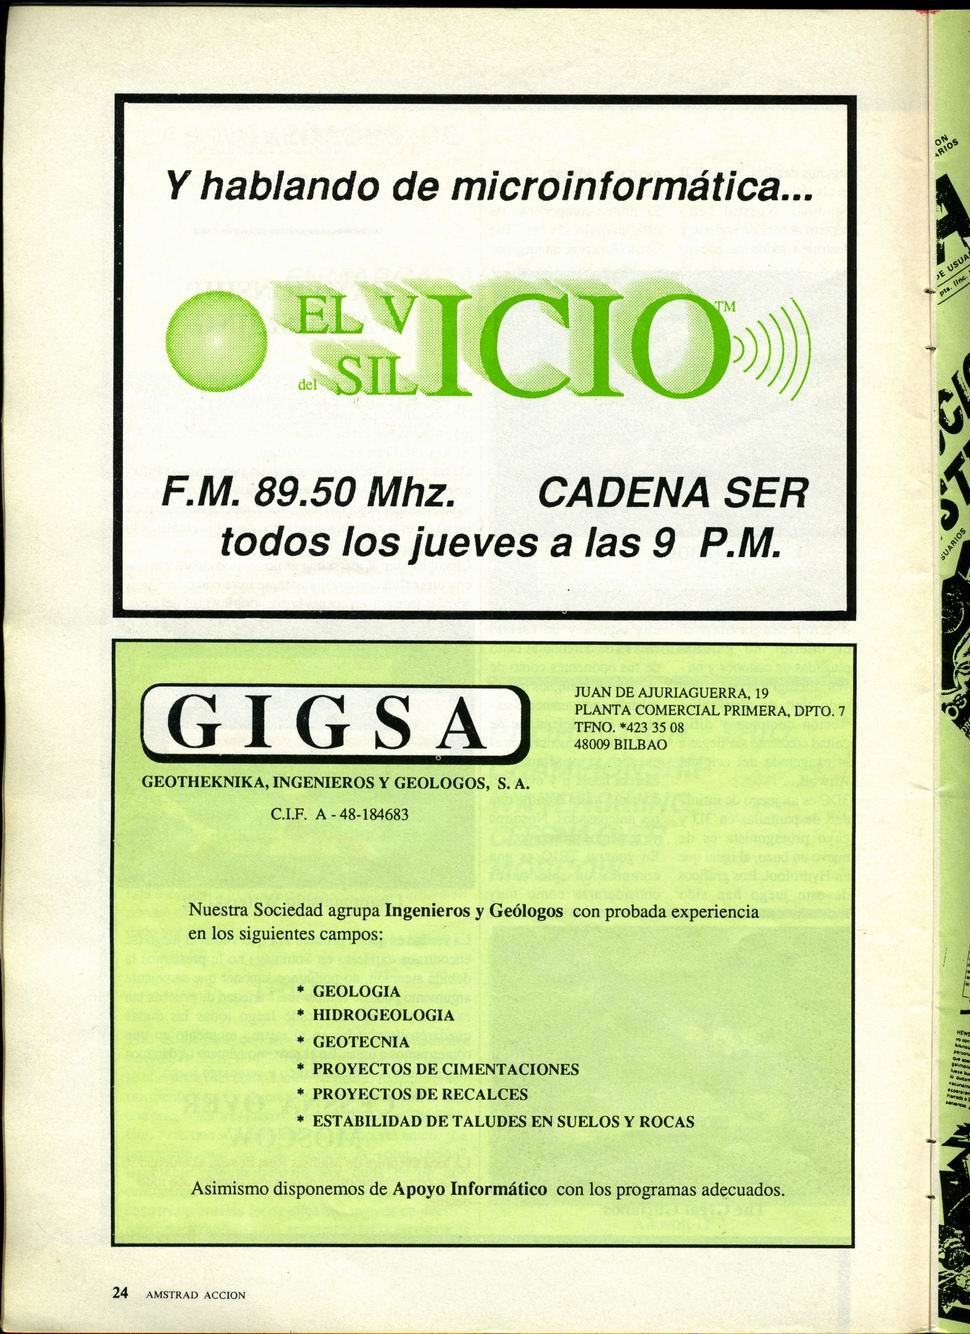 Y hablando de microinformática...
EL V
del SILICIO™
F.M. 89.50 Mhz. CADENA SER
todos los jueves a las 9 P.M.
GIGSA
GEOTHEKNIKA, INGENIEROS Y GEOLOGOS, S. A.
C.I.F. A - 48-184683
JUAN DE AJURIAGUERRA, 19
PLANTA COMERCIAL PRIMERA, DPTO. 7
TFNO. *423 35 08
48009 BILBAO
Nuestra Sociedad agrupa Ingenieros y Geólogos con probada experiencia
en los siguientes campos:
* GEOLOGIA
* HIDROGEOLOGIA
* GEOTECNIA
* PROYECTOS DE CIMENTACIONES
* PROYECTOS DE RECALCES
* ESTABILIDAD DE TALUDES EN SUELOS Y ROCAS
Asimismo disponemos de Apoyo Informático con los programas adecuados.
24 AMSTRAD ACCION